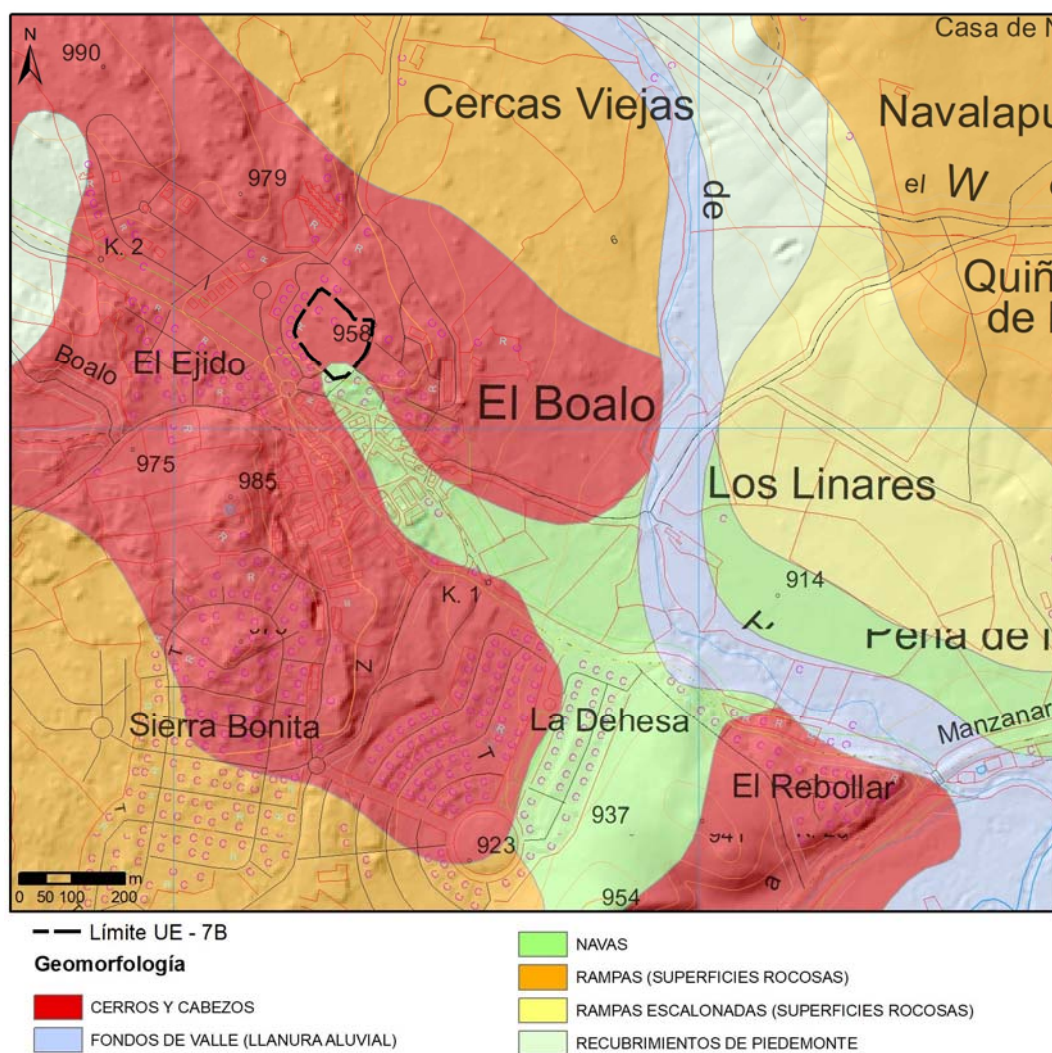 N
990
Casa de N
Cercas Viejas
Navalapu
de
el W
979
K. 2
Quiñ
de l
958
El Ejido
Boalo
El Boalo
975
985
Los Linares
K. 1
914
Peña de l
Sierra Bonita
La Dehesa
Manzanar
El Rebollar
937
941
923
954
m
0 50 100 200
Límite UE - 7B
Geomorfología
CERROS Y CABEZOS
FONDOS DE VALLE (LLANURA ALUVIAL)
NAVAS
RAMPAS (SUPERFICIES ROCOSAS)
RAMPAS ESCALONADAS (SUPERFICIES ROCOSAS)
RECUBRIMIENTOS DE PIEDEMONTE